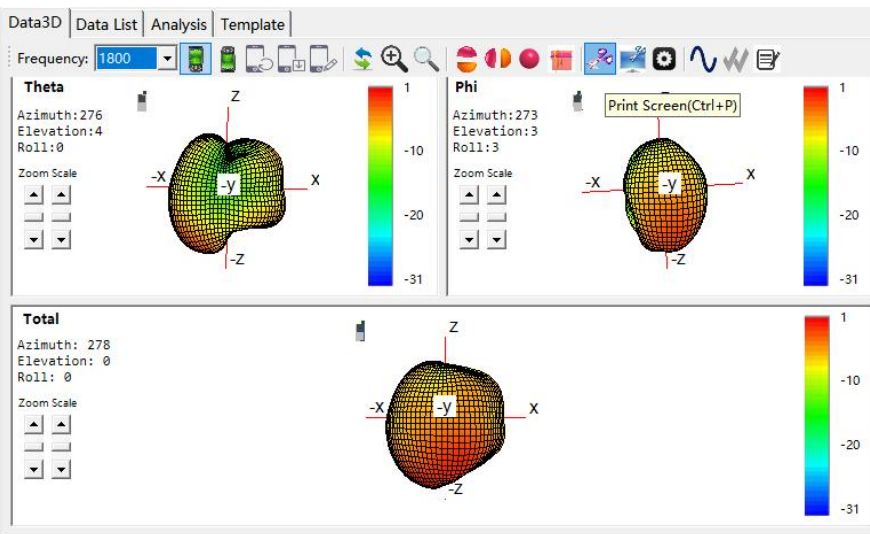 Data3D Data List Analysis Template
Frequency: 1800
Theta
Azimuth:276
Elevation:4
Roll:0
Zoom Scale
Z
-X
-y
X
-Z
1
-10
-20
-31
Phi
Azimuth:273
Elevation:3
Roll:3
Zoom Scale
Print Screen(Ctrl+P)
-X
-y
X
-Z
1
-10
-20
-31
Total
Azimuth: 278
Elevation: 0
Roll: 0
Zoom Scale
Z
-X
-y
X
-Z
1
-10
-20
-31